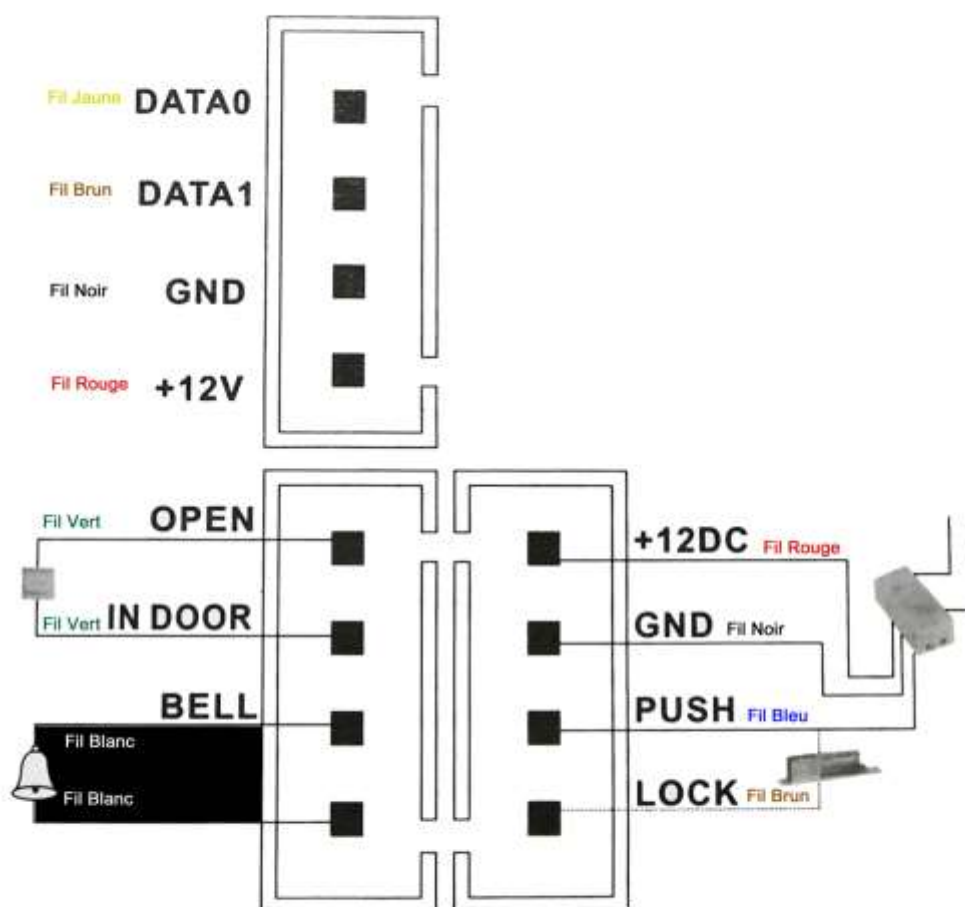 Fil Jaune DATA0
Fil Brun DATA1
Fil Noir GND
Fil Rouge +12V
Fil Vert OPEN
Fil Vert IN DOOR
BELL
Fil Blanc
Fil Blanc
+12DC Fil Rouge
GND Fil Noir
PUSH Fil Bleu
LOCK Fil Brun